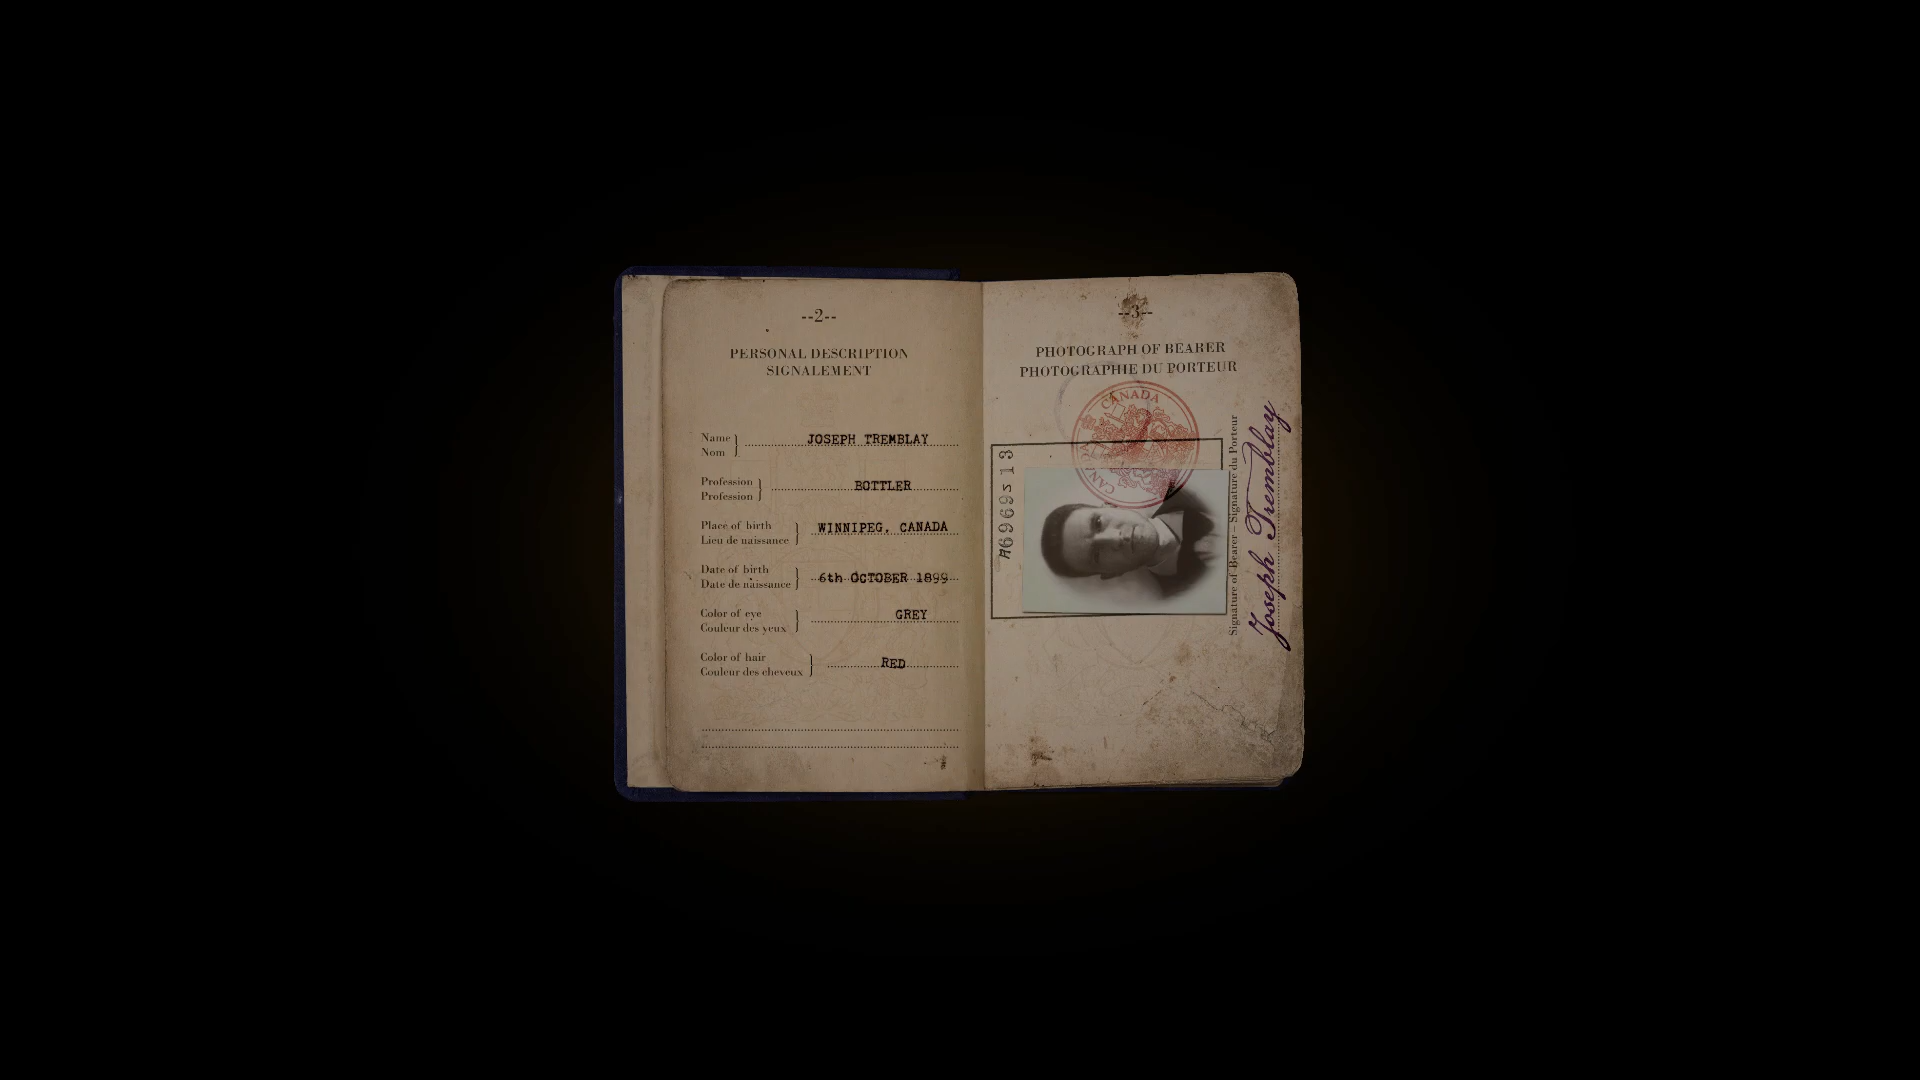 --2--
PERSONAL DESCRIPTION
SIGNALEMENT
Name
Nom
JOSEPH TREMBLAY
Profession
Profession
BOTTLER
Place of birth
Lieu de naissance
WINNIPEG, CANADA
Date of birth
Date de naissance
6th OCTOBER 1899
Color of eye
Couleur des yeux
GREY
Color of hair
Couleur des cheveux
RED
--3--
PHOTOGRAPH OF BEARER
PHOTOGRAPHIE DU PORTEUR
CANADA
Signature of Bearer – Signature du Porteur
Joseph Tremblay